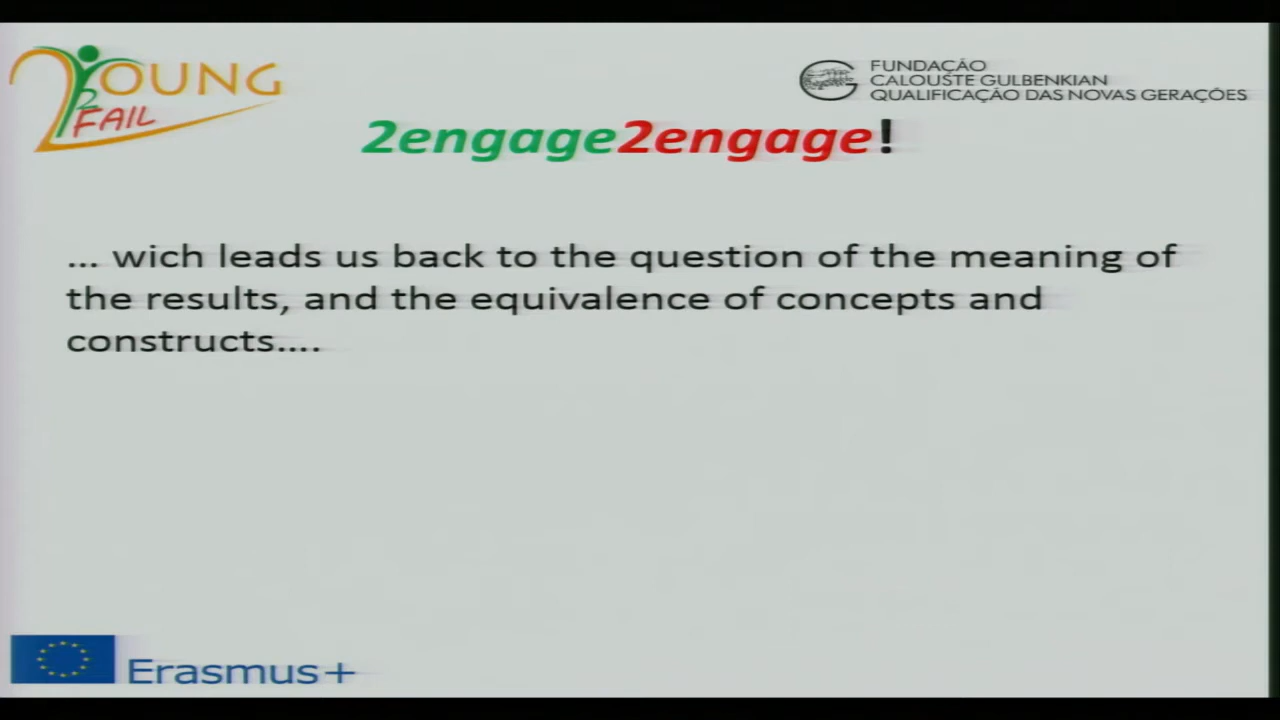 YOUNG
2
FAIL
FUNDAÇÃO
CALOUSTE GULBENKIAN
QUALIFICAÇÃO DAS NOVAS GERAÇÕES
2engage2engage!
... wich leads us back to the question of the meaning of
the results, and the equivalence of concepts and
constructs....
Erasmus+